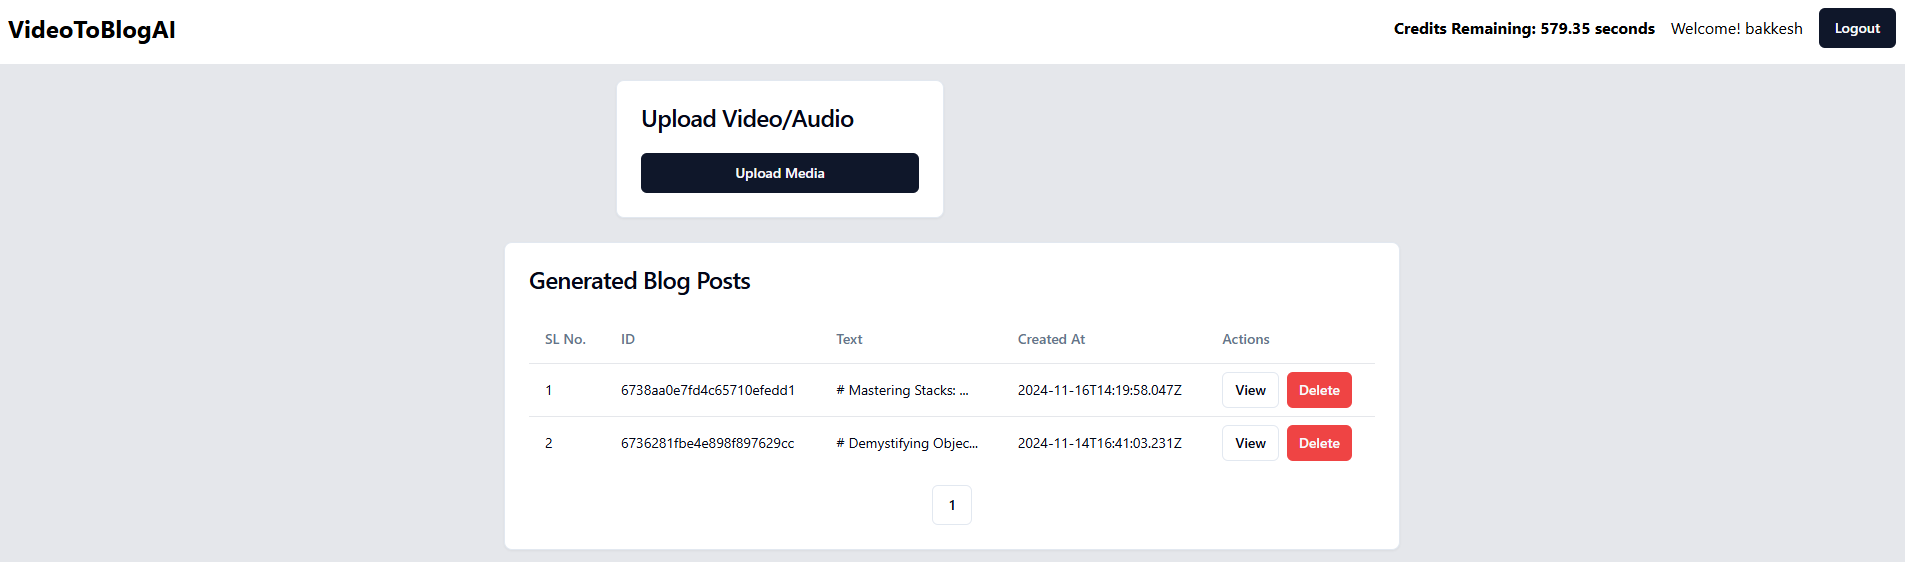 VideoToBlogAI
Credits Remaining: 579.35 seconds Welcome! bakkesh Logout
Upload Video/Audio
Upload Media
Generated Blog Posts
SL No. ID Text Created At Actions
1 6738aa0e7fd4c65710efedd1 # Mastering Stacks: ... 2024-11-16T14:19:58.047Z View Delete
2 6736281fbe4e898f897629cc # Demystifying Objec... 2024-11-14T16:41:03.231Z View Delete
1